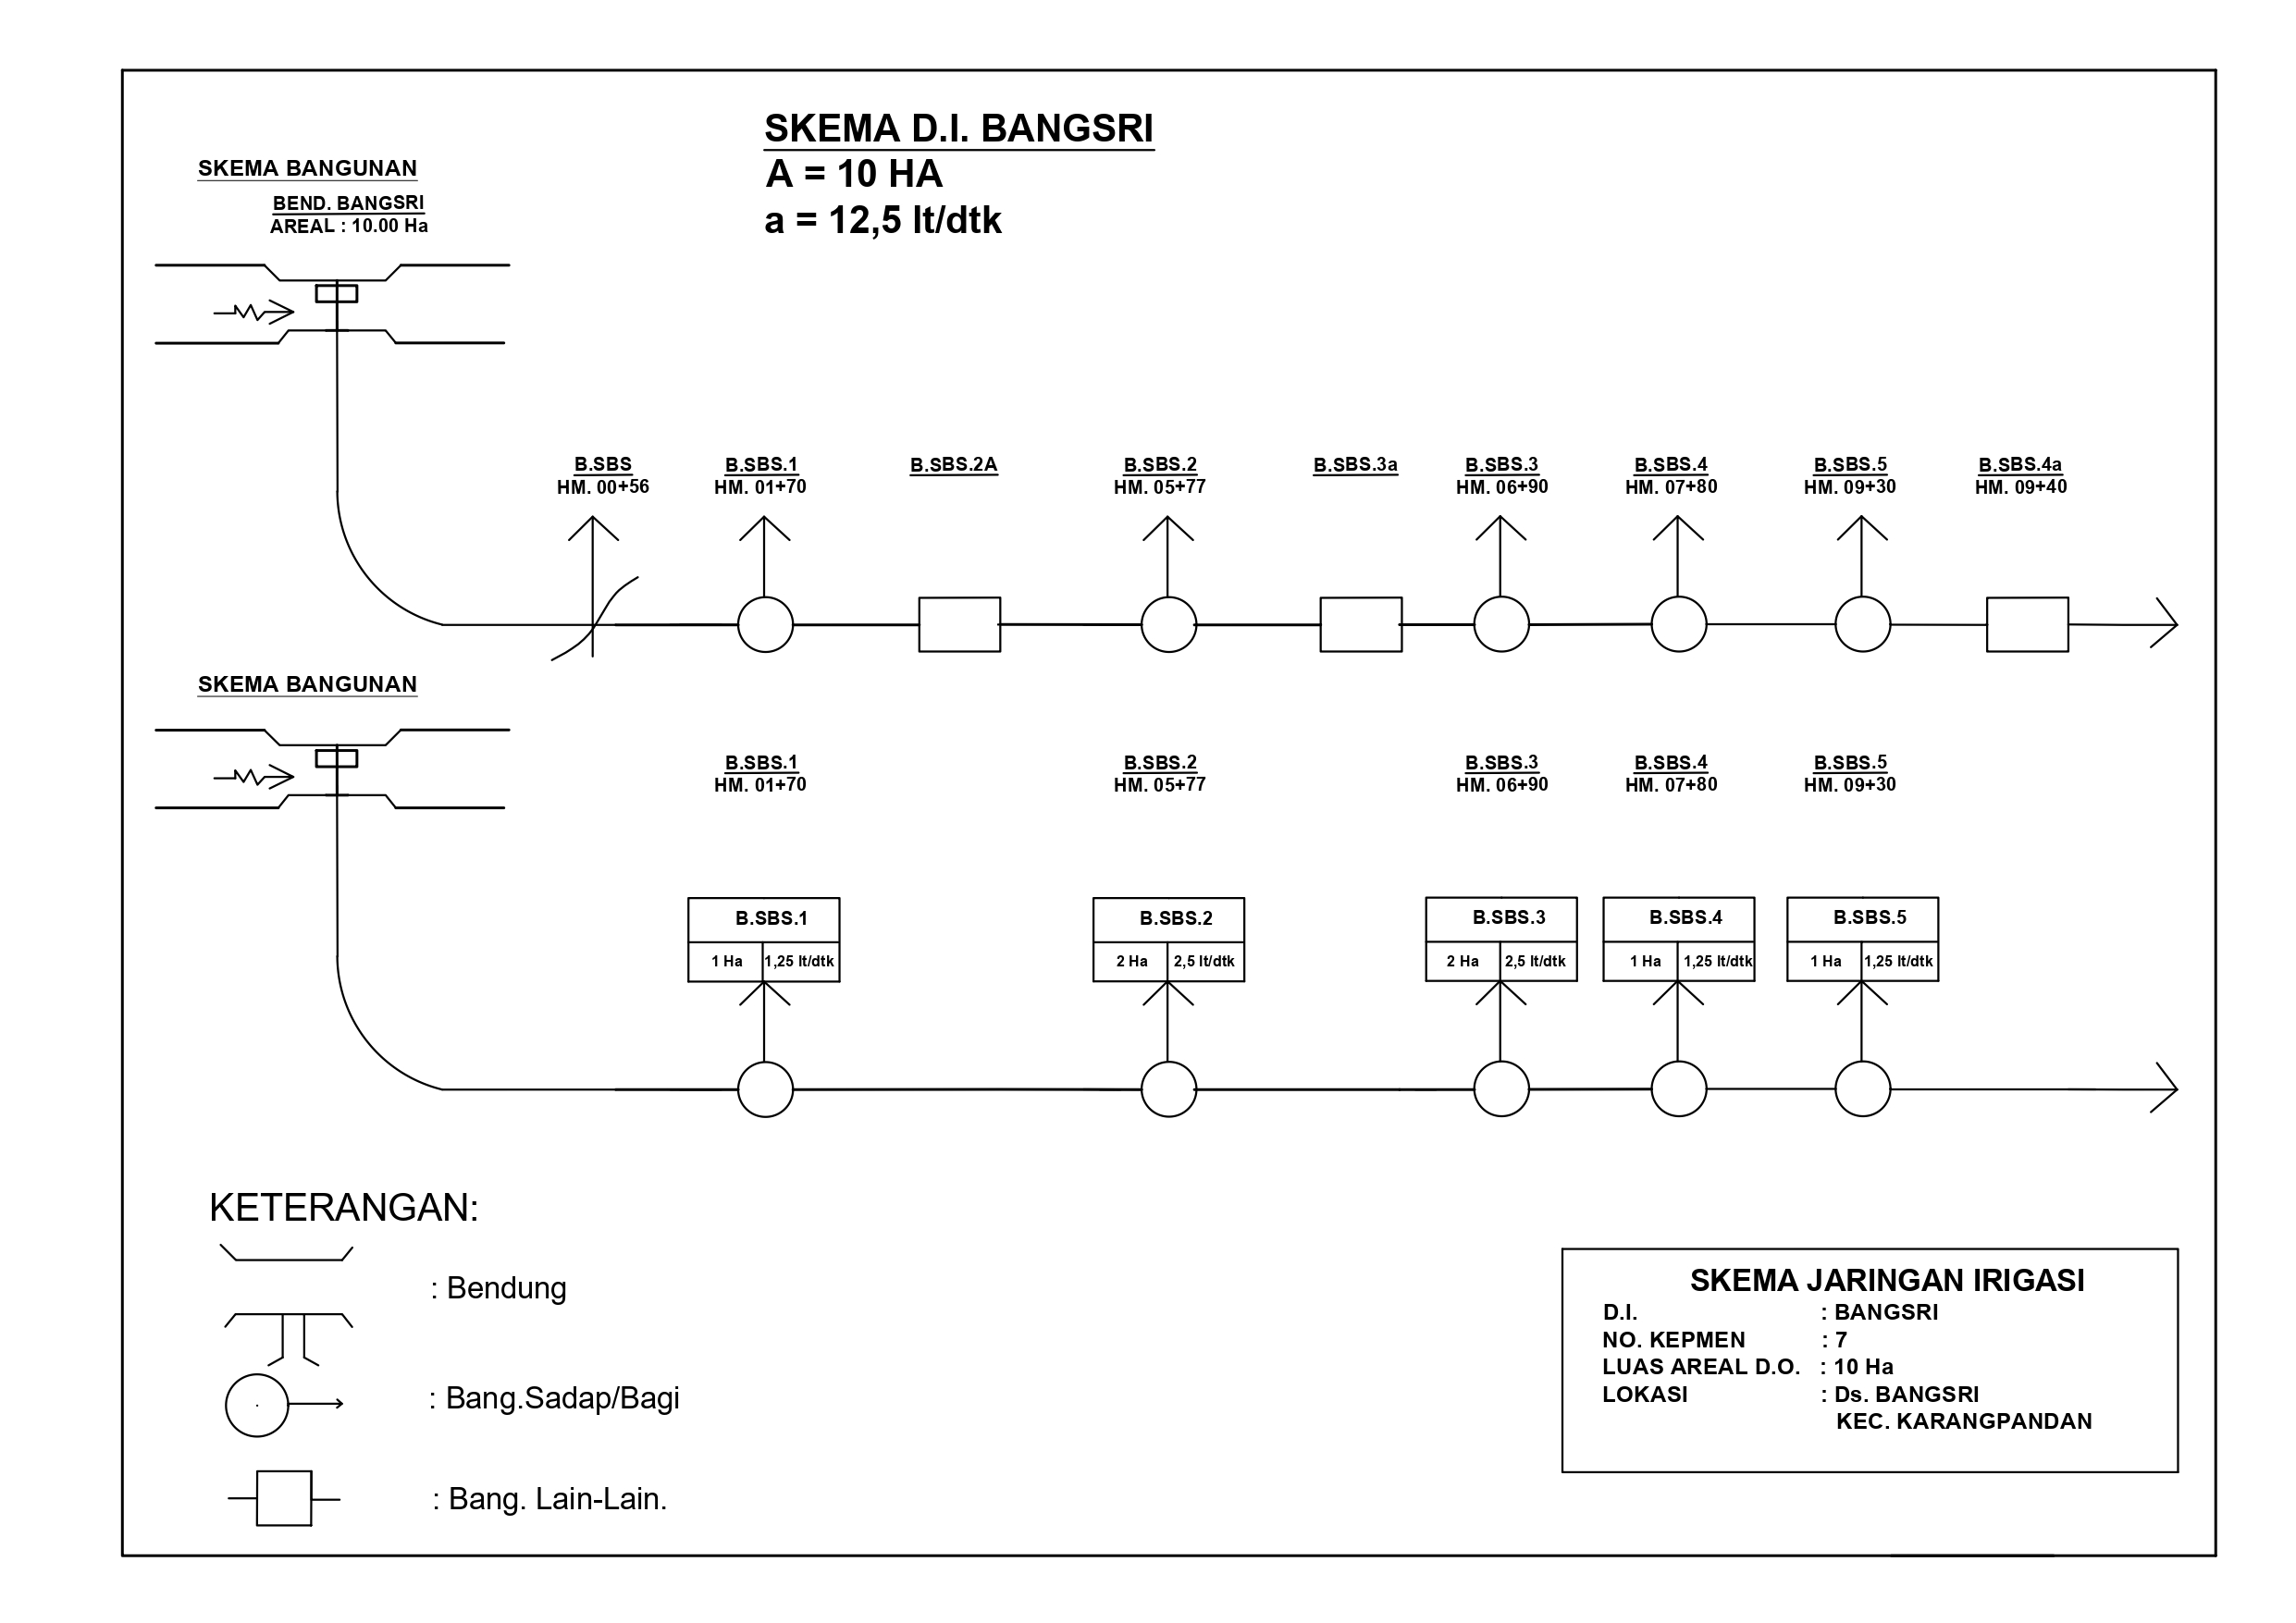 SKEMA D.I. BANGSRI
A = 10 HA
a = 12,5 lt/dtk
SKEMA BANGUNAN
BEND. BANGSRI
AREAL : 10.00 Ha
B.SBS
HM. 00+56
B.SBS.1
HM. 01+70
B.SBS.2A
B.SBS.2
HM. 05+77
B.SBS.3a
B.SBS.3
HM. 06+90
B.SBS.4
HM. 07+80
B.SBS.5
HM. 09+30
B.SBS.4a
HM. 09+40
SKEMA BANGUNAN
B.SBS.1
HM. 01+70
B.SBS.2
HM. 05+77
B.SBS.3
HM. 06+90
B.SBS.4
HM. 07+80
B.SBS.5
HM. 09+30
B.SBS.1
1 Ha 1,25 lt/dtk
B.SBS.2
2 Ha 2,5 lt/dtk
B.SBS.3
2 Ha 2,5 lt/dtk
B.SBS.4
1 Ha 1,25 lt/dtk
B.SBS.5
1 Ha 1,25 lt/dtk
KETERANGAN:
: Bendung
: Bang.Sadap/Bagi
: Bang. Lain-Lain.
SKEMA JARINGAN IRIGASI
D.I. : BANGSRI
NO. KEPMEN : 7
LUAS AREAL D.O. : 10 Ha
LOKASI : Ds. BANGSRI
KEC. KARANGPANDAN